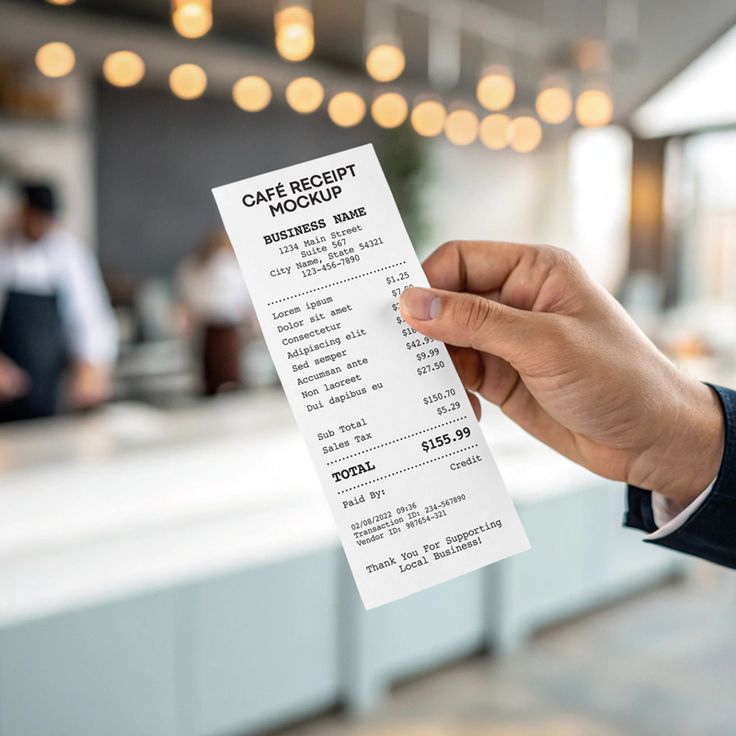 CAFÉ RECEIPT
MOCKUP
BUSINESS NAME
1234 Main Street
Suite 567
City Name, State 54321
123-456-7890
Lorem ipsum $1.25
Dolor sit amet
Consectetur
Adipiscing elit
Sed semper
Accumsan ante $42.99
Non laoreet $9.99
Dui dapibus eu $27.50
Sub Total $150.70
Sales Tax $5.29
TOTAL $155.99
Paid By: Credit
02/08/2022 09:36
Transaction ID: 234-567890
Vendor ID: 987654-321
Thank You For Supporting
Local Business!